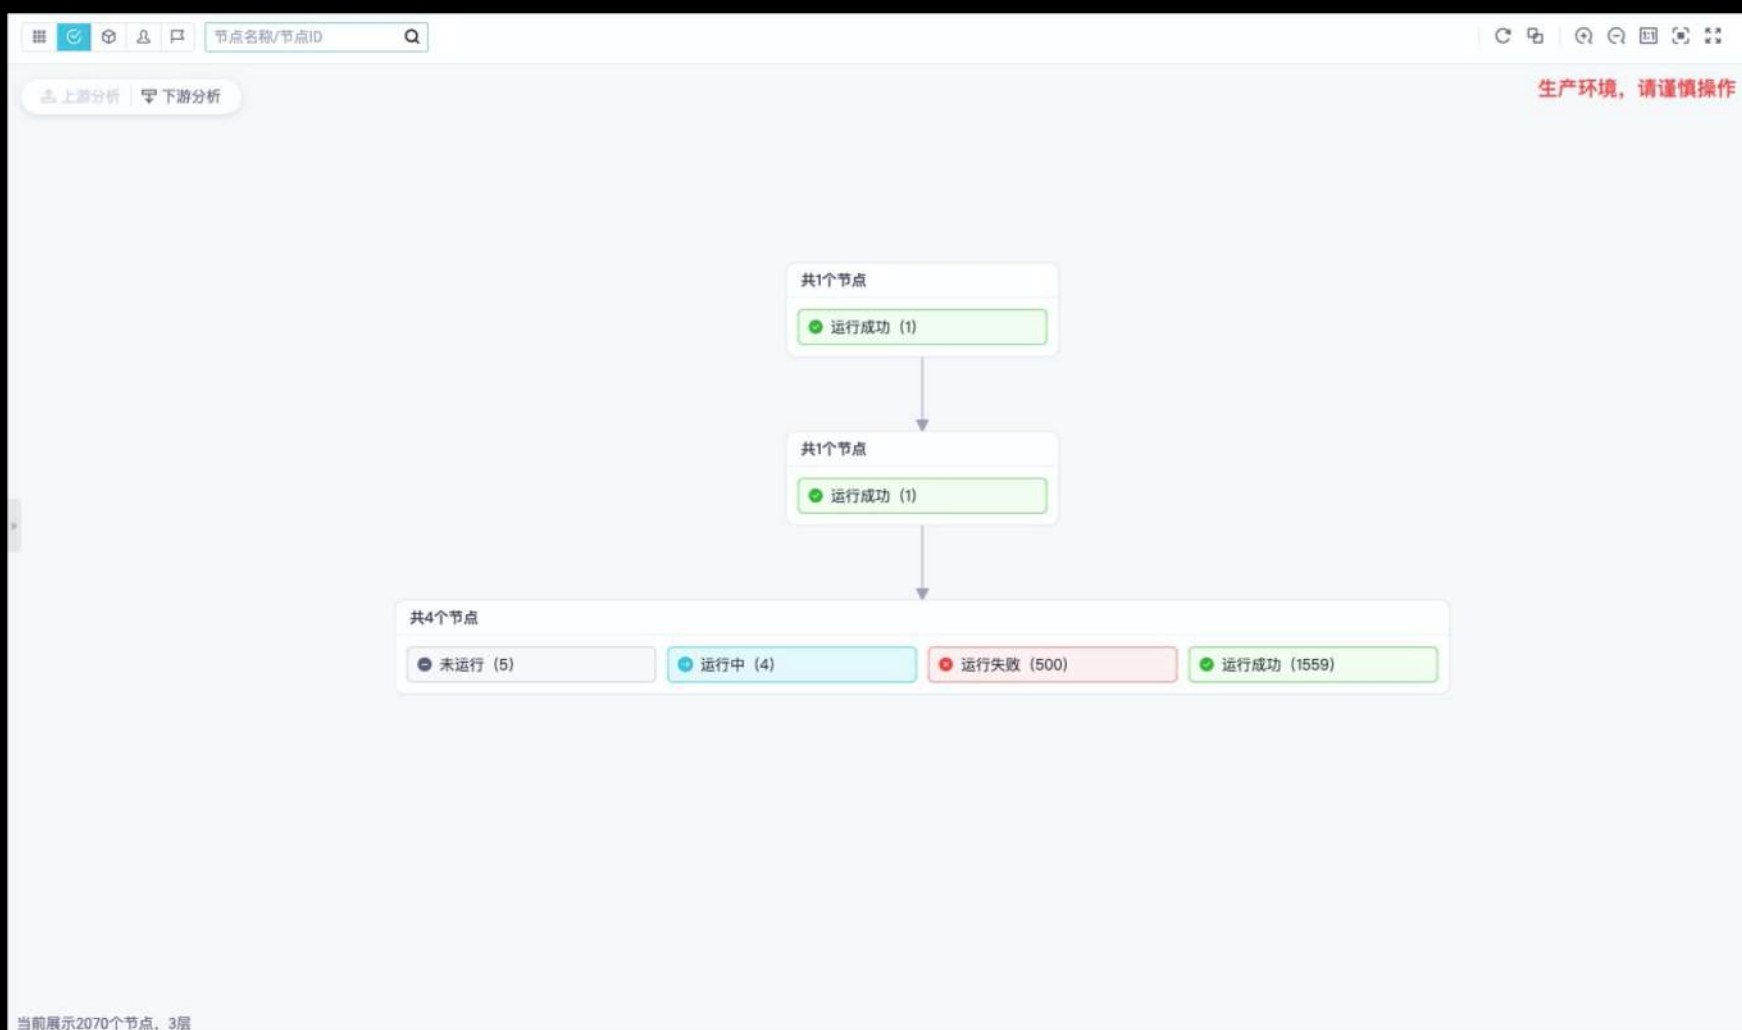 节点名称/节点ID
上游分析 下游分析
生产环境，请谨慎操作
共1个节点
运行成功（1）
共1个节点
运行成功（1）
共4个节点
未运行（5） 运行中（4） 运行失败（500） 运行成功（1559）
当前展示2070个节点，3层